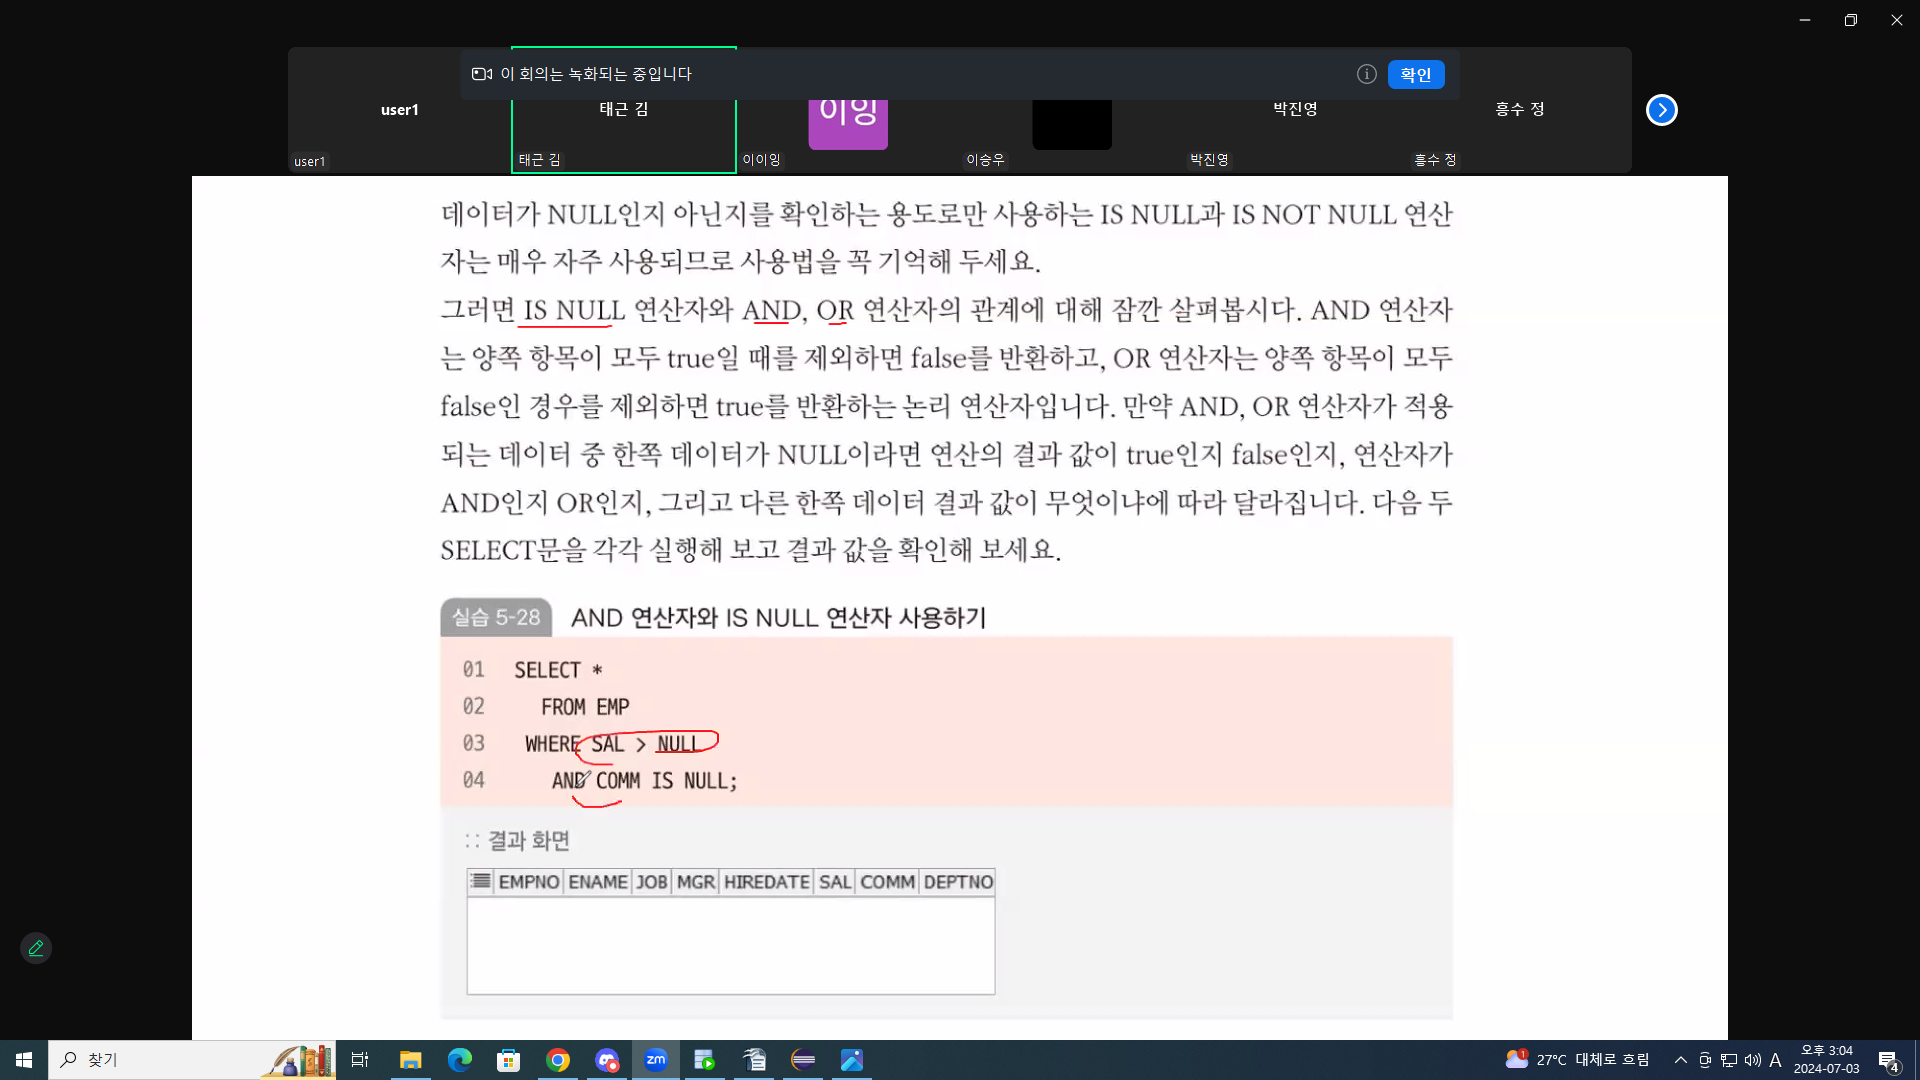 이 회의는 녹화되는 중입니다
확인
user1
태근 김
이잉
박진영
흥수 정
user1
태근 김
이이잉
이승우
박진영
흥수 정
데이터가 NULL인지 아닌지를 확인하는 용도로만 사용하는 IS NULL과 IS NOT NULL 연산
자는 매우 자주 사용되므로 사용법을 꼭 기억해 두세요.
그러면 IS NULL 연산자와 AND, OR 연산자의 관계에 대해 잠깐 살펴봅시다. AND 연산자
는 양쪽 항목이 모두 true일 때를 제외하면 false를 반환하고, OR 연산자는 양쪽 항목이 모두
false인 경우를 제외하면 true를 반환하는 논리 연산자입니다. 만약 AND, OR 연산자가 적용
되는 데이터 중 한쪽 데이터가 NULL이라면 연산의 결과 값이 true인지 false인지, 연산자가
AND인지 OR인지, 그리고 다른 한쪽 데이터 결과 값이 무엇이냐에 따라 달라집니다. 다음 두
SELECT문을 각각 실행해 보고 결과 값을 확인해 보세요.
실습 5-28 AND 연산자와 IS NULL 연산자 사용하기
01 SELECT *
02 FROM EMP
03 WHERE SAL > NULL
04 AND COMM IS NULL;
:: 결과 화면
EMPNO ENAME JOB MGR HIREDATE SAL COMM DEPTNO
찾기
zm
1
27°C 대체로 흐림
A
오후 3:04
2024-07-03
4